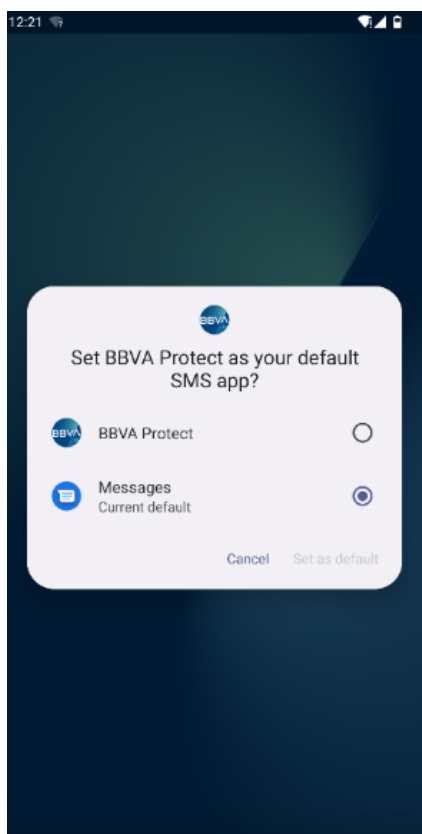 12:21
BBVA
Set BBVA Protect as your default
SMS app?
BBVA
BBVA Protect
Messages
Current default
Cancel
Set as default